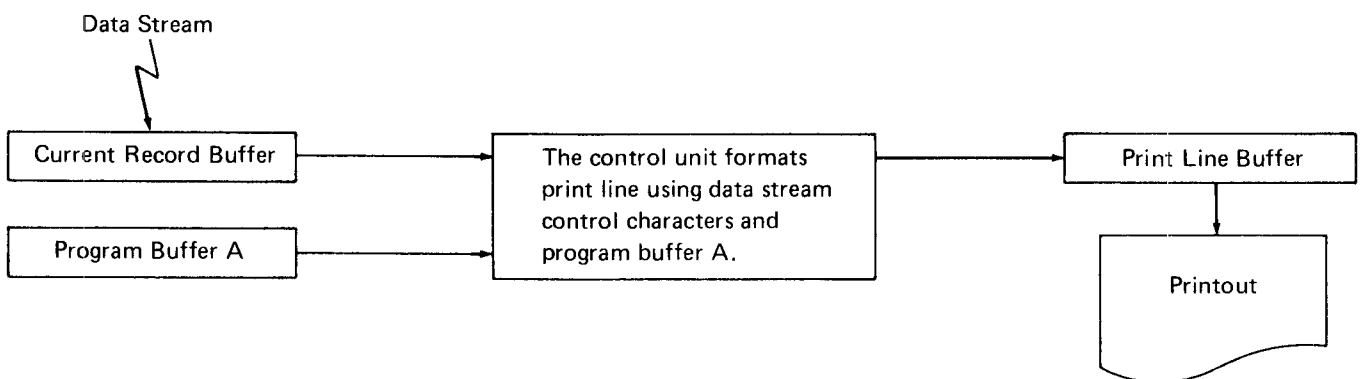 Data Stream
Current Record Buffer
Program Buffer A
The control unit formats
print line using data stream
control characters and
program buffer A.
Print Line Buffer
Printout